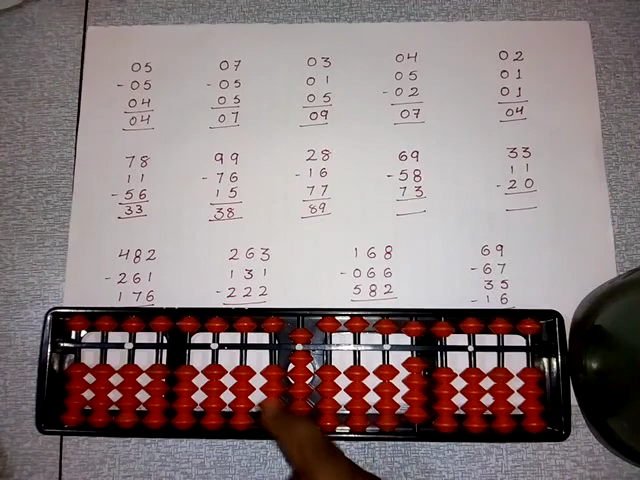 05 07 03 04 02
-05 -05 01 05 01
04 05 05 -02 01
04 07 09 07 04
78 99 28 69 33
11 -76 -16 -58 11
-56 15 77 73 -20
33 38 89
482 263 168 69
-261 131 -066 -67
176 -222 582 35
-16